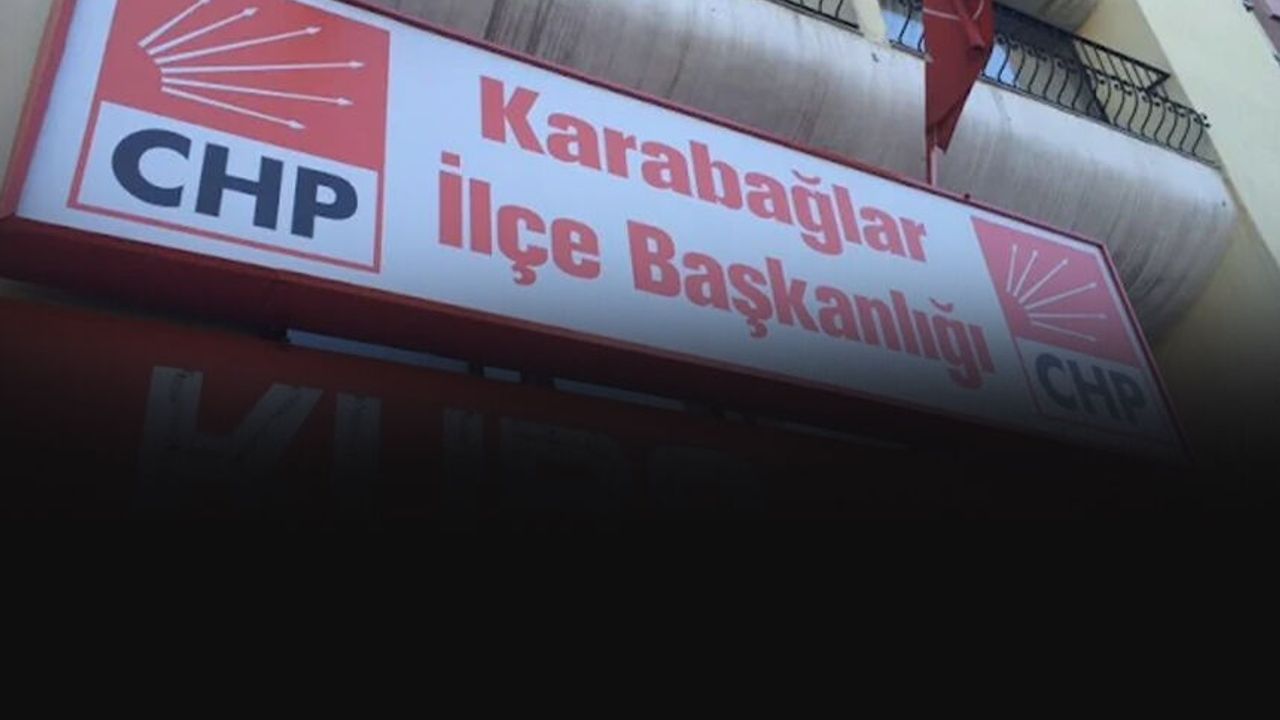 CHP
Karabağlar
İlçe Başkanlığı
CHP